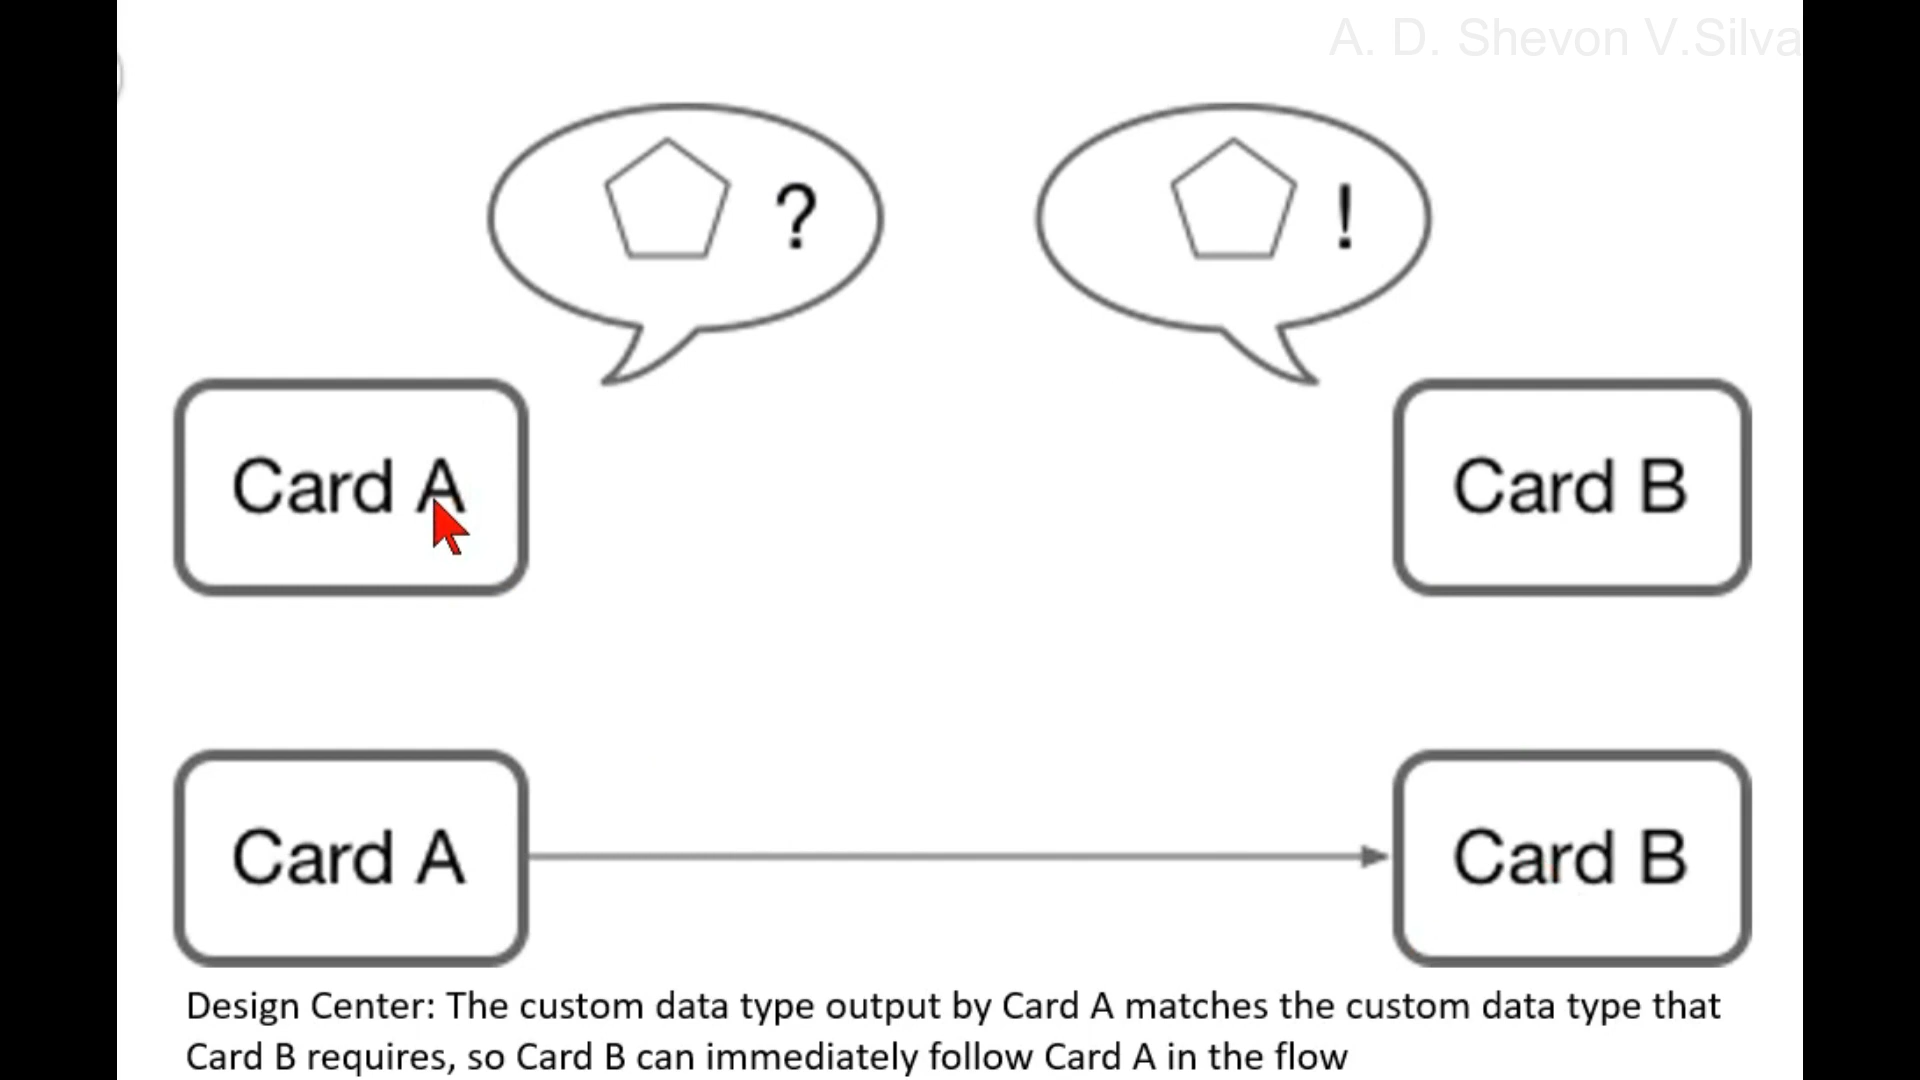 A. D. Shevon V.Silva
?
!
Card A
Card B
Card A
Card B
Design Center: The custom data type output by Card A matches the custom data type that
Card B requires, so Card B can immediately follow Card A in the flow